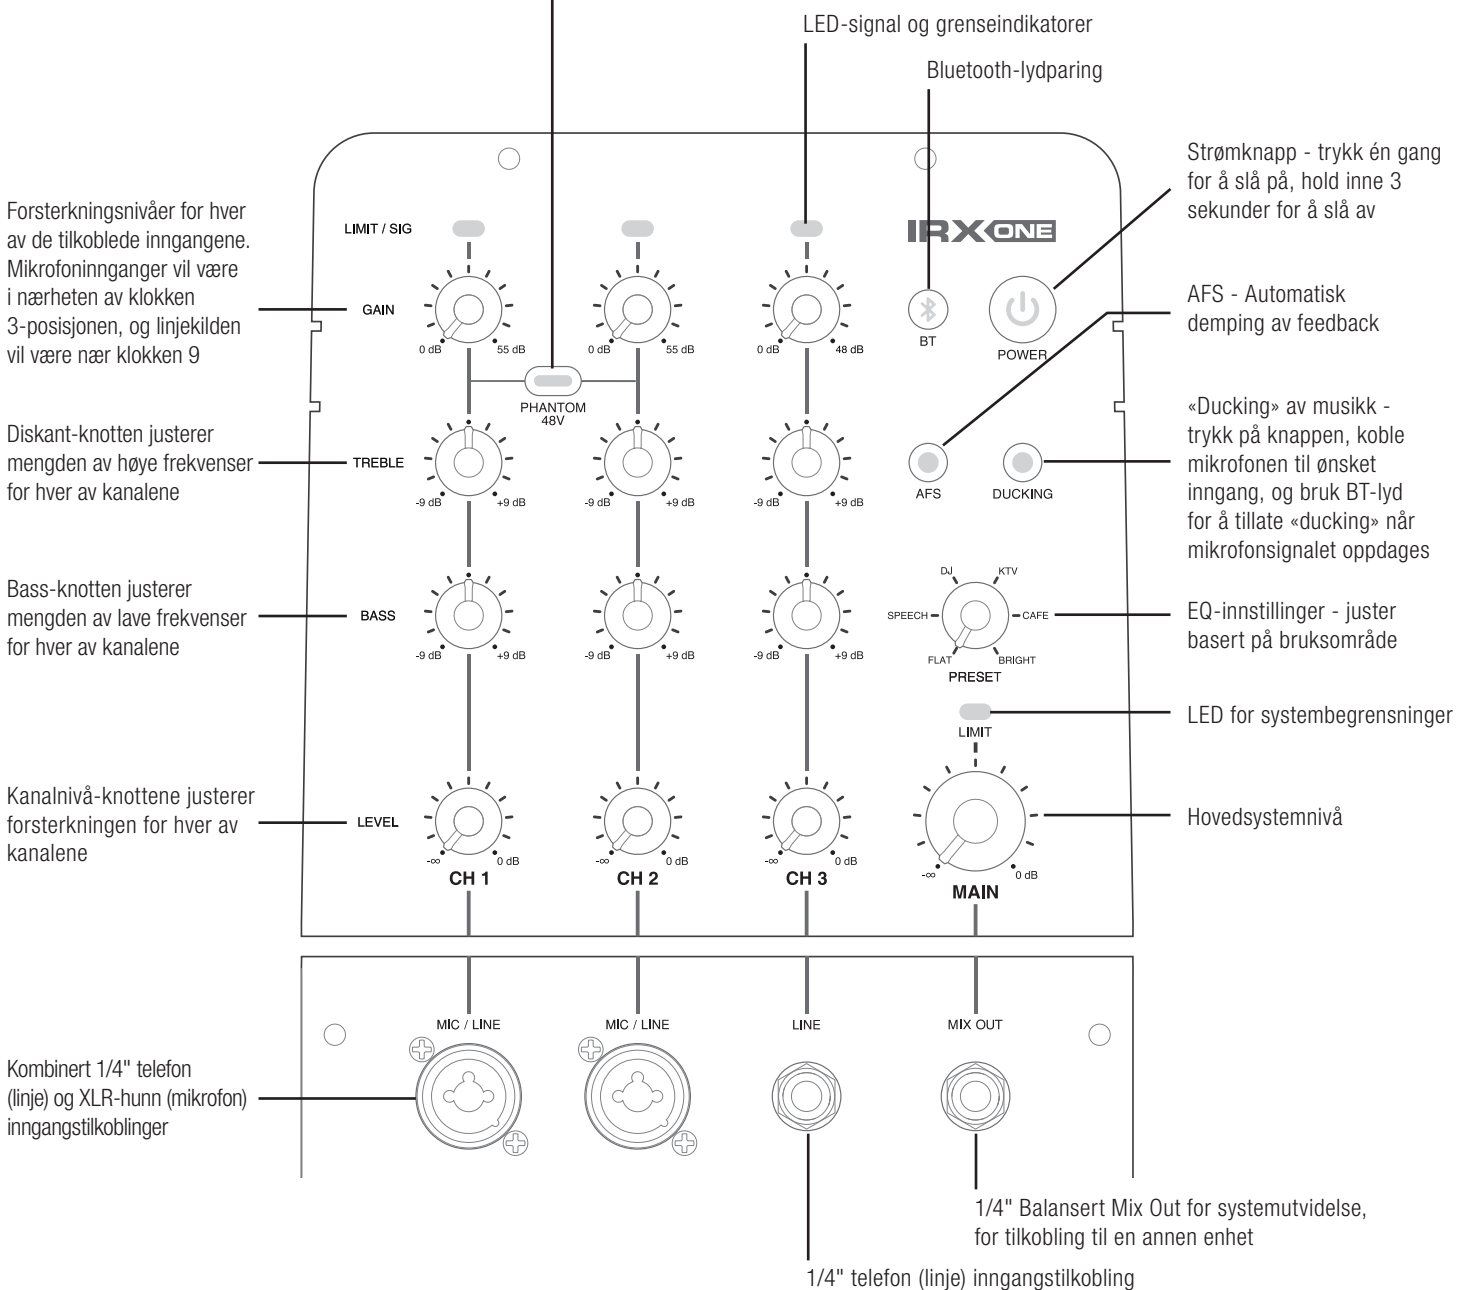 LED-signal og grenseindikatorer
Bluetooth-lydparing
Strømknapp - trykk én gang
for å slå på, hold inne 3
sekunder for å slå av
Forsterkningsnivåer for hver
av de tilkoblede inngangene.
Mikrofoninnganger vil være
i nærheten av klokken
3-posisjonen, og linjekilden
vil være nær klokken 9
LIMIT / SIG
IRX ONE
GAIN
0 dB
55 dB
0 dB
55 dB
0 dB
48 dB
BT
POWER
AFS - Automatisk
demping av feedback
PHANTOM
48V
Diskant-knotten justerer
mengden av høye frekvenser
for hver av kanalene
TREBLE
-9 dB
+9 dB
-9 dB
+9 dB
-9 dB
+9 dB
AFS
DUCKING
«Ducking» av musikk -
trykk på knappen, koble
mikrofonen til ønsket
inngang, og bruk BT-lyd
for å tillate «ducking» når
mikrofonsignalet oppdages
Bass-knotten justerer
mengden av lave frekvenser
for hver av kanalene
BASS
-9 dB
+9 dB
-9 dB
+9 dB
-9 dB
+9 dB
DJ
KTV
SPEECH
CAFE
FLAT
BRIGHT
PRESET
EQ-innstillinger - juster
basert på bruksområde
LIMIT
LED for systembegrensninger
Kanalnivå-knottene justerer
forsterkningen for hver av
kanalene
LEVEL
-∞
0 dB
-∞
0 dB
-∞
0 dB
-∞
0 dB
CH 1
CH 2
CH 3
MAIN
Hovedsystemnivå
MIC / LINE
MIC / LINE
LINE
MIX OUT
Kombinert 1/4" telefon
(linje) og XLR-hunn (mikrofon)
inngangstilkoblinger
1/4" Balansert Mix Out for systemutvidelse,
for tilkobling til en annen enhet
1/4" telefon (linje) inngangstilkobling